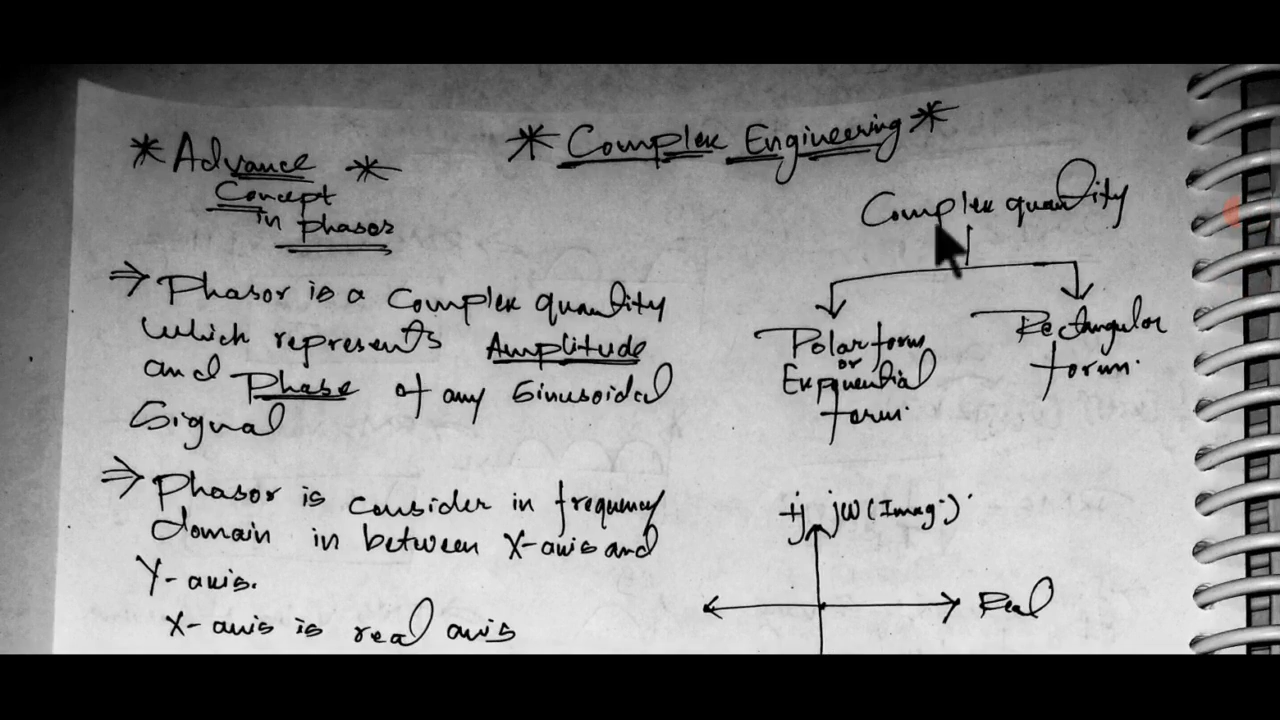 * Complex Engineering *
* Advance *
Concept
in phasor
⇒ Phasor is a Complex quantity
which represents Amplitude
and Phase of any Sinusoidal
Signal
⇒ Phasor is consider in frequency
domain in between X-axis and
Y-axis.
X-axis is real axis
Complex quantity
Polar form
or
Exponential
form.
Rectangular
form.
+j jω (Imag.)
Real